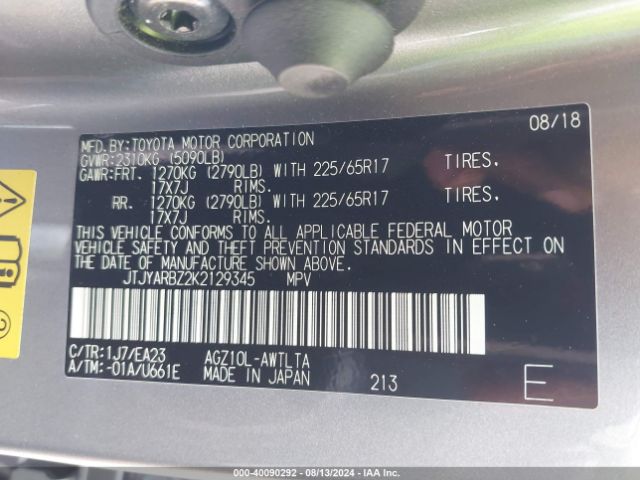 08/18
MFD.BY:TOYOTA MOTOR CORPORATION
GVWR:2310KG (5090LB)
GAWR:FRT. 1270KG (2790LB) WITH 225/65R17 TIRES.
17X7J RIMS.
RR. 1270KG (2790LB) WITH 225/65R17 TIRES.
17X7J RIMS.
THIS VEHICLE CONFORMS TO ALL APPLICABLE FEDERAL MOTOR
VEHICLE SAFETY AND THEFT PREVENTION STANDARDS IN EFFECT ON
THE DATE OF MANUFACTURE SHOWN ABOVE.
JTJYARBZ2K2129345 MPV
C/TR:1J7/EA23 AGZ10L-AWTLTA
A/TM:-01A/U661E MADE IN JAPAN 213
E
000-40090292 - 08/13/2024 - IAA Inc.